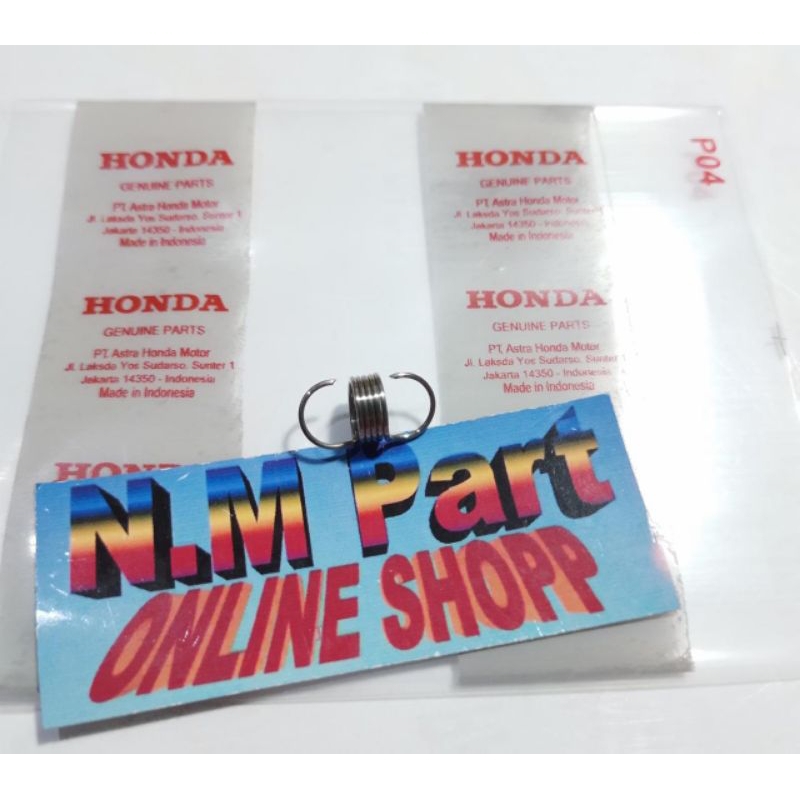 HONDA
GENUINE PARTS
PT. Astra Honda Motor
Jl. Laksda Yos Sudarso, Sunter 1
Jakarta 14350 - Indonesia
Made in Indonesia
HONDA
GENUINE PARTS
PT. Astra Honda Motor
Jl. Laksda Yos Sudarso, Sunter 1
Jakarta 14350 - Indonesia
Made in Indonesia
HONDA
HONDA
GENUINE PARTS
PT. Astra Honda Motor
Jl. Laksda Yos Sudarso, Sunter 1
Jakarta 14350 - Indonesia
Made in Indonesia
HONDA
GENUINE PARTS
PT. Astra Honda Motor
Jl. Laksda Yos Sudarso, Sunter 1
Jakarta 14350 - Indonesia
Made in Indonesia
P04
N.M Part
ONLINE SHOPP